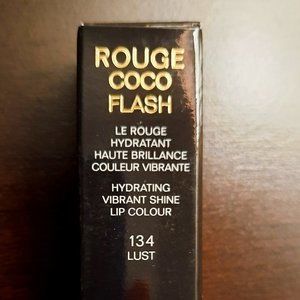 ROUGE
COCO
FLASH
LE ROUGE
HYDRATANT
HAUTE BRILLANCE
COULEUR VIBRANTE
HYDRATING
VIBRANT SHINE
LIP COLOUR
134
LUST